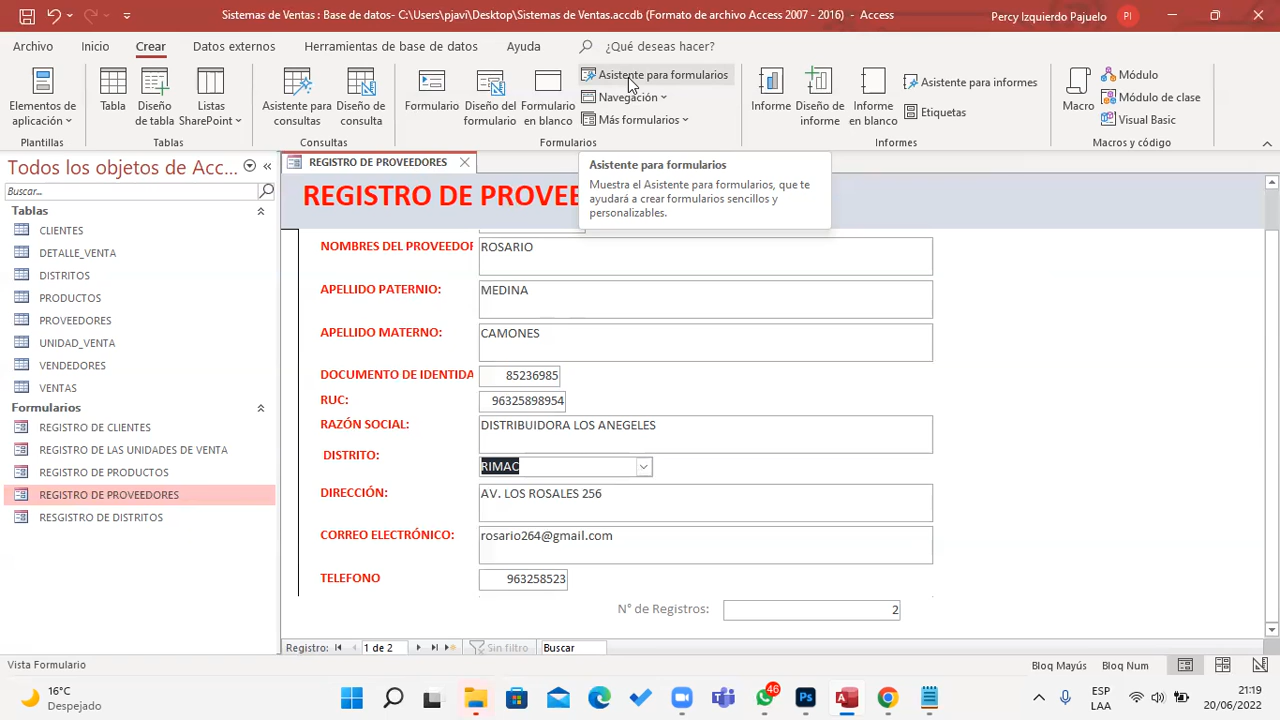 Sistemas de Ventas : Base de datos- C:\Users\pjavi\Desktop\Sistemas de Ventas.accdb (Formato de archivo Access 2007 - 2016) - Access
Percy Izquierdo Pajuelo
PI
Archivo Inicio Crear Datos externos Herramientas de base de datos Ayuda ¿Qué deseas hacer?
Elementos de aplicación
Plantillas
Tabla
Diseño de tabla
Listas SharePoint
Tablas
Asistente para consultas
Diseño de consulta
Consultas
Formulario
Diseño del formulario
Formulario en blanco
Asistente para formularios
Navegación
Más formularios
Formularios
Informe
Diseño de informe
Informe en blanco
Asistente para informes
Etiquetas
Informes
Macro
Módulo
Módulo de clase
Visual Basic
Macros y código
Todos los objetos de Acc...
Buscar...
Tablas
CLIENTES
DETALLE_VENTA
DISTRITOS
PRODUCTOS
PROVEEDORES
UNIDAD_VENTA
VENDEDORES
VENTAS
Formularios
REGISTRO DE CLIENTES
REGISTRO DE LAS UNIDADES DE VENTA
REGISTRO DE PRODUCTOS
REGISTRO DE PROVEEDORES
RESGISTRO DE DISTRITOS
REGISTRO DE PROVEEDORES
REGISTRO DE PROVEE
Asistente para formularios
Muestra el Asistente para formularios, que te
ayudará a crear formularios sencillos y
personalizables.
NOMBRES DEL PROVEEDOR ROSARIO
APELLIDO PATERNIO: MEDINA
APELLIDO MATERNO: CAMONES
DOCUMENTO DE IDENTIDA 85236985
RUC: 96325898954
RAZÓN SOCIAL: DISTRIBUIDORA LOS ANEGELES
DISTRITO: RIMAC
DIRECCIÓN: AV. LOS ROSALES 256
CORREO ELECTRÓNICO: rosario264@gmail.com
TELEFONO 963258523
N° de Registros: 2
Registro: 1 de 2 Sin filtro Buscar
Vista Formulario
Bloq Mayús Bloq Num
16°C
Despejado
46
Ps
ESP
LAA
21:19
20/06/2022